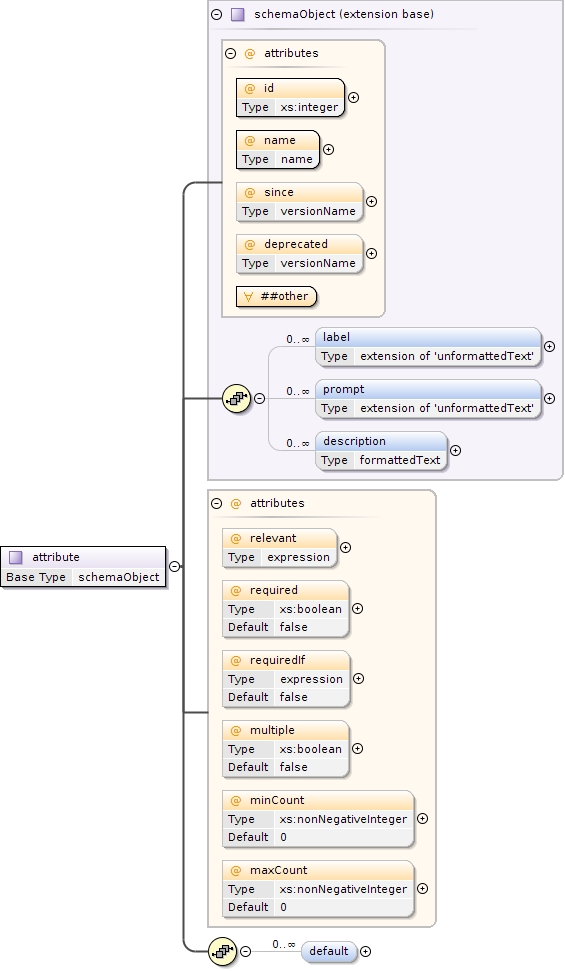 schemaObject (extension base)
@ attributes
@ id
Type xs:integer
@ name
Type name
@ since
Type versionName
@ deprecated
Type versionName
∀ ##other
0..∞ label
Type extension of 'unformattedText'
0..∞ prompt
Type extension of 'unformattedText'
0..∞ description
Type formattedText
@ attributes
@ relevant
Type expression
attribute
Base Type schemaObject
@ required
Type xs:boolean
Default false
@ requiredIf
Type expression
Default false
@ multiple
Type xs:boolean
Default false
@ minCount
Type xs:nonNegativeInteger
Default 0
@ maxCount
Type xs:nonNegativeInteger
Default 0
0..∞ default